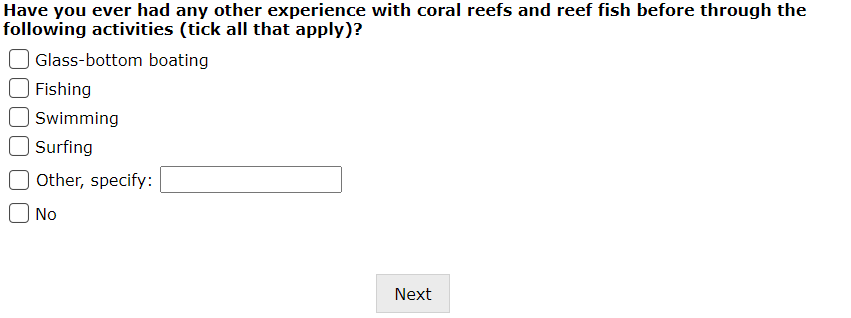 Have you ever had any other experience with coral reefs and reef fish before through the
following activities (tick all that apply)?
Glass-bottom boating
Fishing
Swimming
Surfing
Other, specify:
No
Next